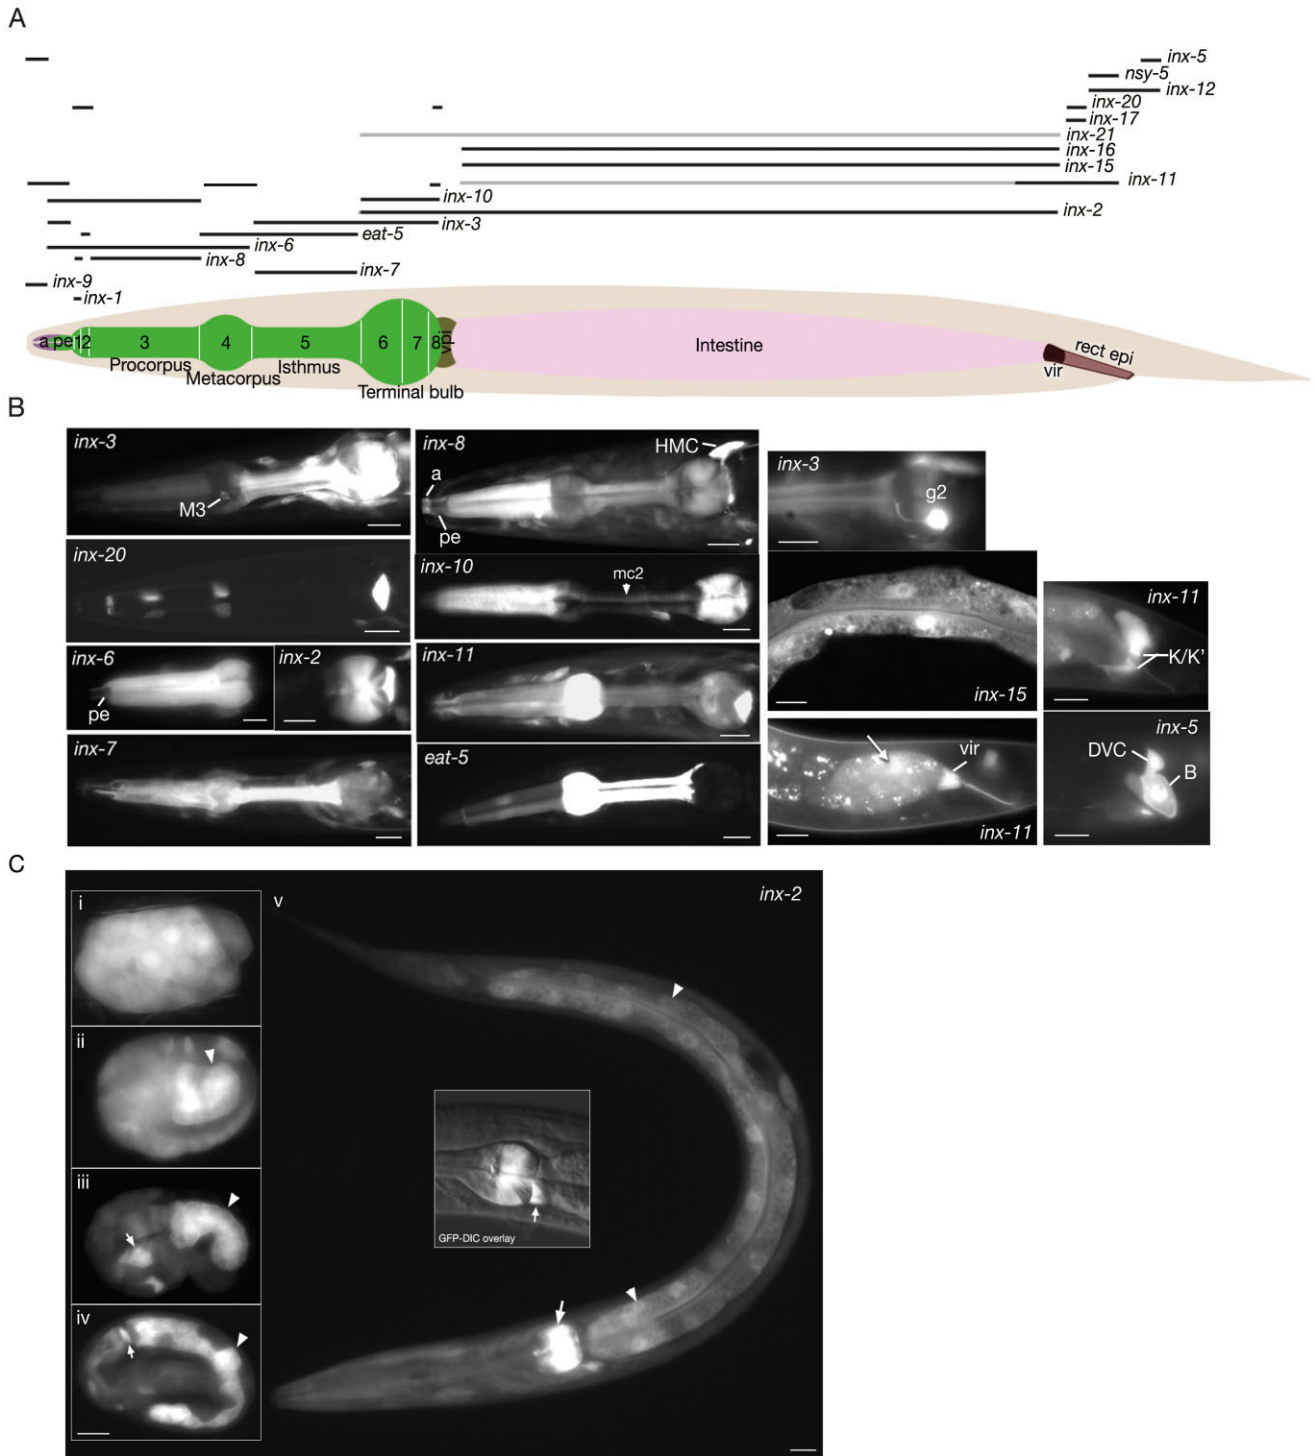 A
inx-5
nsy-5
inx-12
inx-20
inx-17
inx-21
inx-16
inx-15
inx-11
inx-10
inx-2
inx-3
eat-5
inx-6
inx-8
inx-7
inx-9
inx-1
a pe 1 2 3 4 5 6 7 8 vpi
Intestine
rect epi
vir
Procorpus
Isthmus
Metacorpus
Terminal bulb
B
inx-3
M3
inx-8
HMC
a
pe
inx-3
g2
inx-20
inx-10
mc2
inx-15
inx-11
K/K'
inx-6
pe
inx-2
inx-11
inx-7
eat-5
vir
inx-11
inx-5
DVC
B
C
i
v
inx-2
ii
iii
GFP-DIC overlay
iv